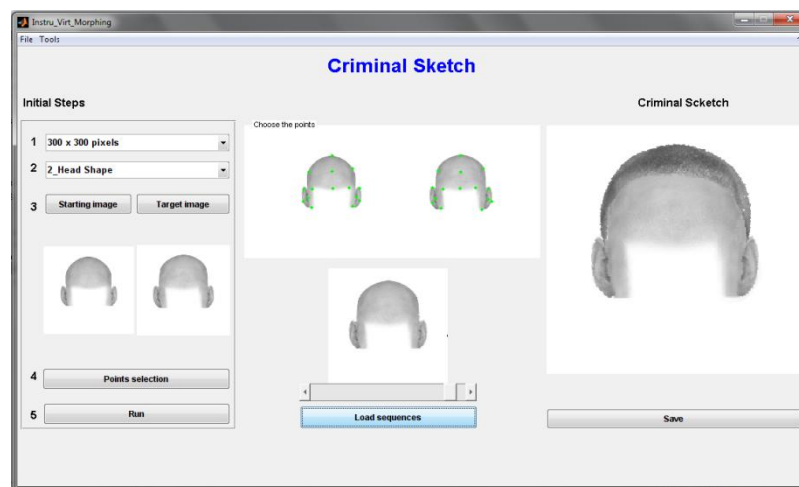 Instru_Virt_Morphing
File Tools
Criminal Sketch
Initial Steps
Criminal Scketch
Choose the points
1 300 x 300 pixels
2 2_Head Shape
3 Starting image Target image
4 Points selection
5 Run
Load sequences
Save